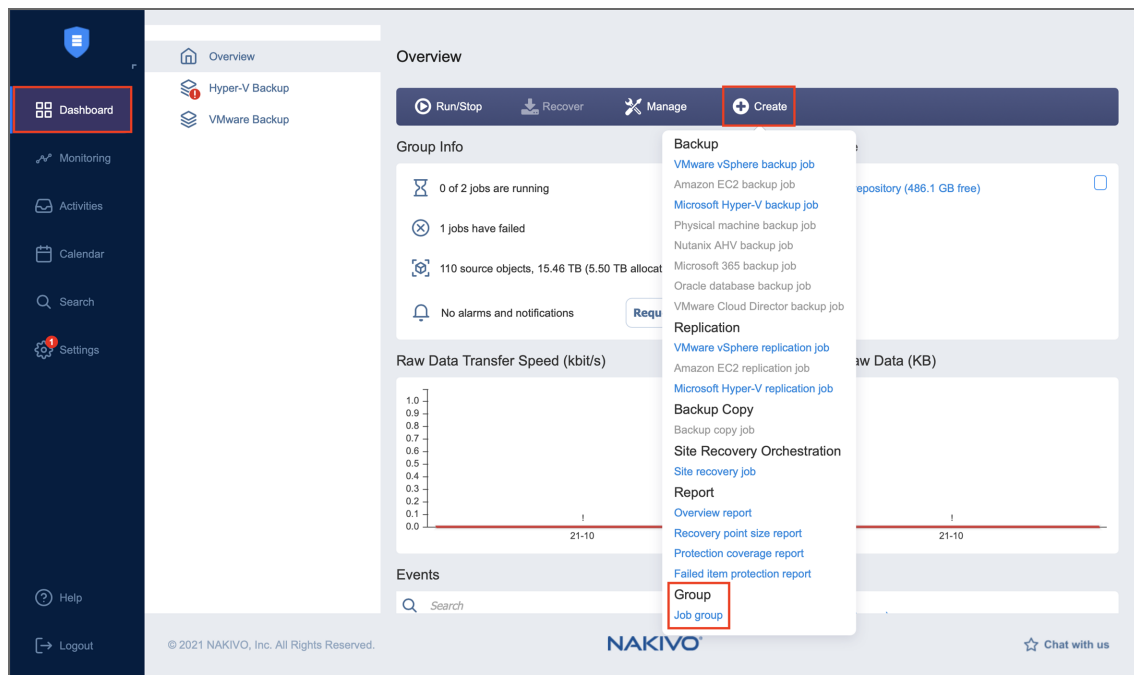 Dashboard
Monitoring
Activities
Calendar
Search
1
Settings
Help
Logout
Overview
Hyper-V Backup
VMware Backup
Overview
Run/Stop
Recover
Manage
Create
Group Info
0 of 2 jobs are running
1 jobs have failed
110 source objects, 15.46 TB (5.50 TB allocat
No alarms and notifications
Requ
epository (486.1 GB free)
Backup
VMware vSphere backup job
Amazon EC2 backup job
Microsoft Hyper-V backup job
Physical machine backup job
Nutanix AHV backup job
Microsoft 365 backup job
Oracle database backup job
VMware Cloud Director backup job
Replication
VMware vSphere replication job
Amazon EC2 replication job
Microsoft Hyper-V replication job
Backup Copy
Backup copy job
Site Recovery Orchestration
Site recovery job
Report
Overview report
Recovery point size report
Protection coverage report
Failed item protection report
Group
Job group
Raw Data Transfer Speed (kbit/s)
1.0
0.9
0.8
0.7
0.6
0.5
0.4
0.3
0.2
0.1
0.0
!
21-10
aw Data (KB)
!
21-10
Events
Search
© 2021 NAKIVO, Inc. All Rights Reserved.
NAKIVO®
Chat with us